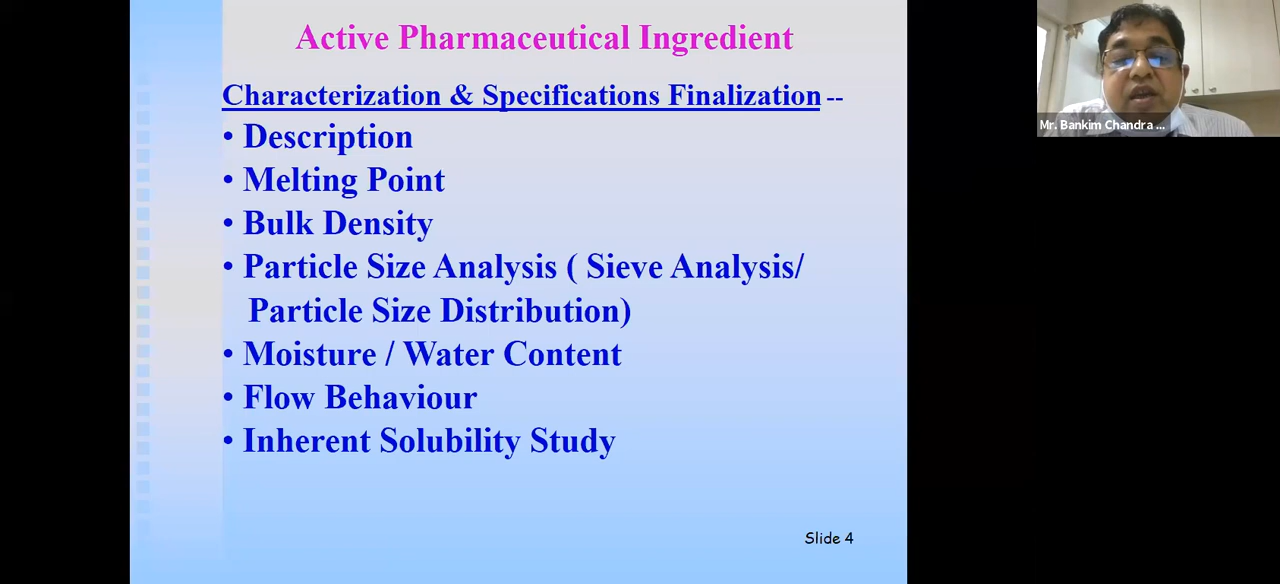 Active Pharmaceutical Ingredient
Characterization & Specifications Finalization --
• Description
• Melting Point
• Bulk Density
• Particle Size Analysis ( Sieve Analysis/
Particle Size Distribution)
• Moisture / Water Content
• Flow Behaviour
• Inherent Solubility Study
Slide 4
Mr. Bankim Chandra ...